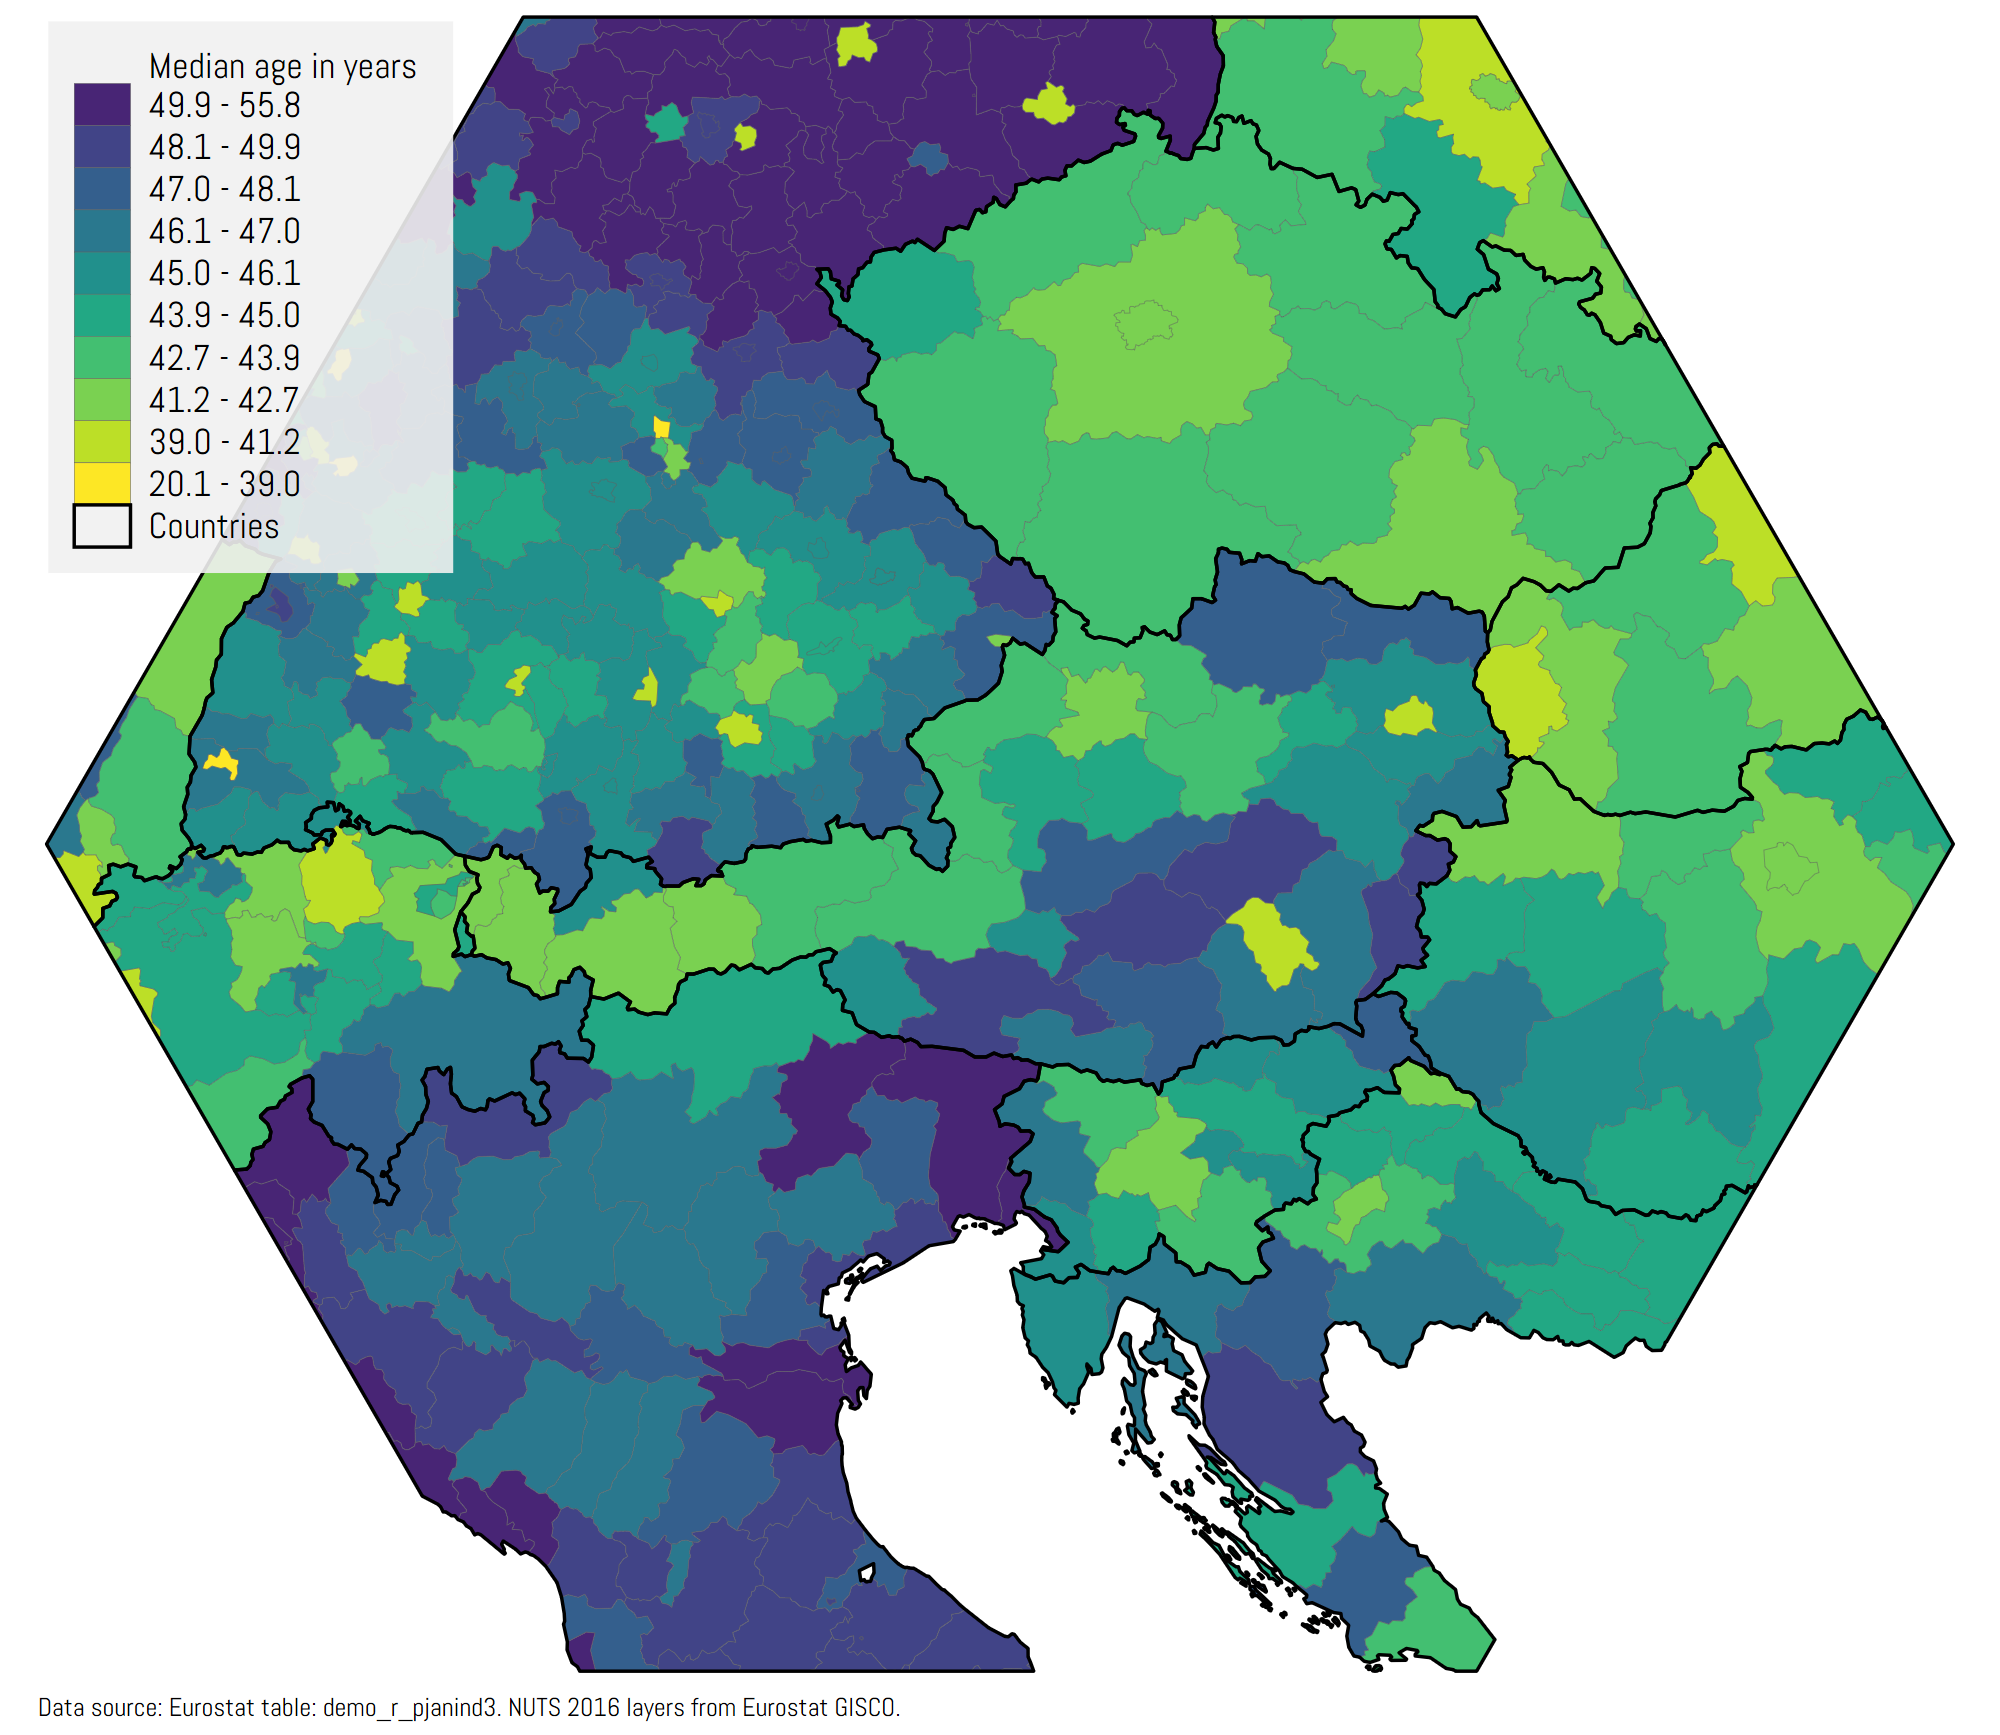 Median age in years
49.9 - 55.8
48.1 - 49.9
47.0 - 48.1
46.1 - 47.0
45.0 - 46.1
43.9 - 45.0
42.7 - 43.9
41.2 - 42.7
39.0 - 41.2
20.1 - 39.0
Countries
Data source: Eurostat table: demo_r_pjanind3. NUTS 2016 layers from Eurostat GISCO.